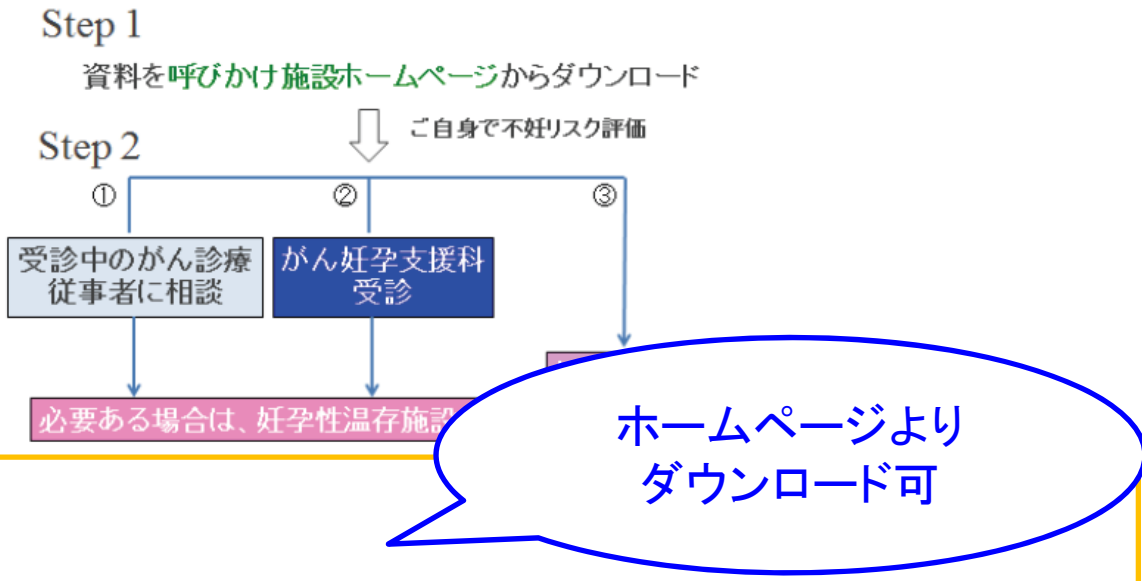 Step 1
資料を呼びかけ施設ホームページからダウンロード
ご自身で不妊リスク評価
Step 2
①
②
③
受診中のがん診療
従事者に相談
がん妊孕支援科
受診
必要ある場合は、妊孕性温存施設
ホームページより
ダウンロード可